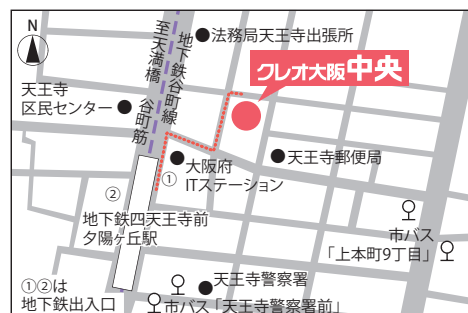 N
法務局天王寺出張所
地下鉄谷町線
至天満橋
谷町筋
クレオ大阪中央
天王寺
区民センター
天王寺郵便局
大阪府
ITステーション
①
②
地下鉄四天王寺前
夕陽ヶ丘駅
市バス
「上本町9丁目」
天王寺警察署
市バス「天王寺警察署前」
①②は
地下鉄出入口